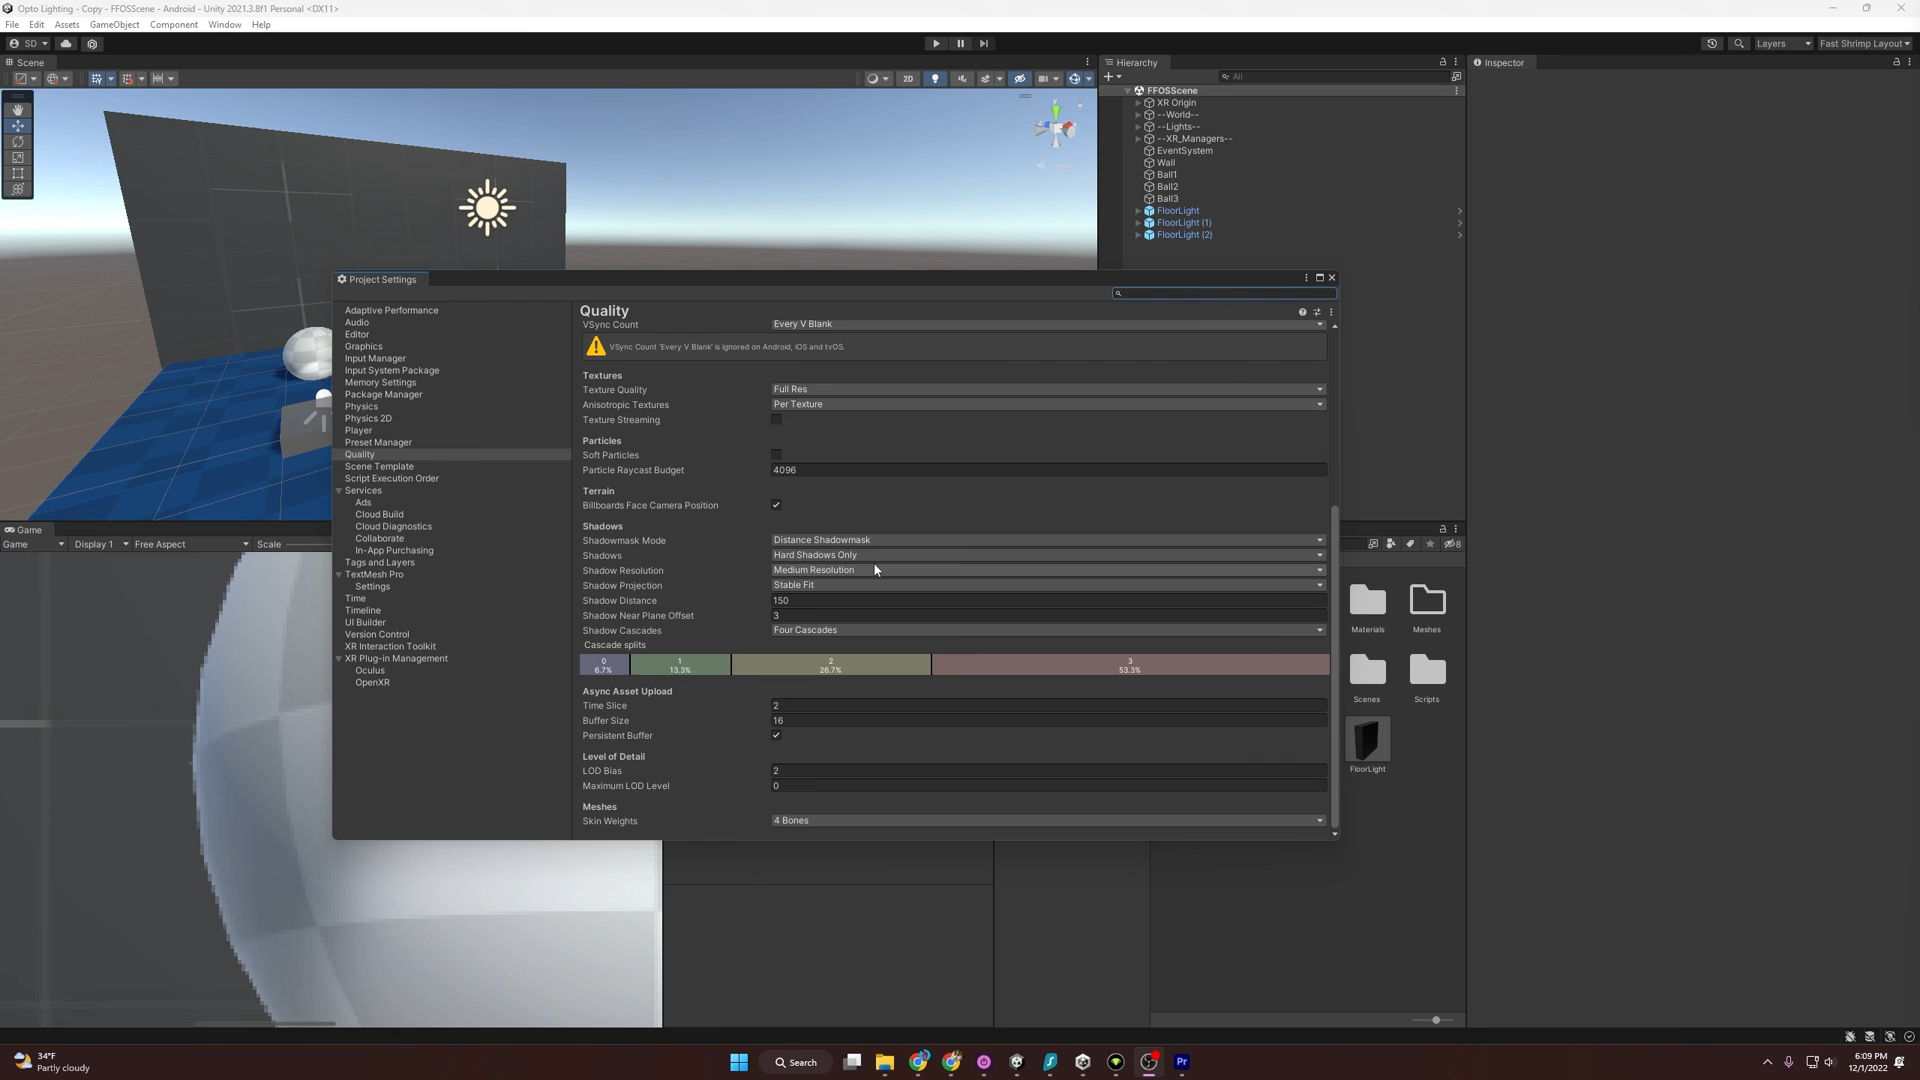 Opto Lighting - Copy - FFOSScene - Android - Unity 2021.3.8f1 Personal <DX11>
File Edit Assets GameObject Component Window Help
SD Layers Fast Shrimp Layout
Scene
2D
Hierarchy
All
FFOSScene
XR Origin
--World--
--Lights--
--XR_Managers--
EventSystem
Wall
Ball1
Ball2
Ball3
FloorLight
FloorLight (1)
FloorLight (2)
Inspector
Project Settings
Adaptive Performance
Audio
Editor
Graphics
Input Manager
Input System Package
Memory Settings
Package Manager
Physics
Physics 2D
Player
Preset Manager
Quality
Scene Template
Script Execution Order
Services
Ads
Cloud Build
Cloud Diagnostics
Collaborate
In-App Purchasing
Tags and Layers
TextMesh Pro
Settings
Time
Timeline
UI Builder
Version Control
XR Interaction Toolkit
XR Plug-in Management
Oculus
OpenXR
Quality
VSync Count Every V Blank
VSync Count 'Every V Blank' is ignored on Android, iOS and tvOS.
Textures
Texture Quality Full Res
Anisotropic Textures Per Texture
Texture Streaming
Particles
Soft Particles
Particle Raycast Budget 4096
Terrain
Billboards Face Camera Position
Shadows
Shadowmask Mode Distance Shadowmask
Shadows Hard Shadows Only
Shadow Resolution Medium Resolution
Shadow Projection Stable Fit
Shadow Distance 150
Shadow Near Plane Offset 3
Shadow Cascades Four Cascades
Cascade splits
0 1 2 3
6.7% 13.3% 26.7% 53.3%
Async Asset Upload
Time Slice 2
Buffer Size 16
Persistent Buffer
Level of Detail
LOD Bias 2
Maximum LOD Level 0
Meshes
Skin Weights 4 Bones
Game
Game Display 1 Free Aspect Scale
8
Materials Meshes
Scenes Scripts
FloorLight
34°F
Partly cloudy
Search
Pr
6:09 PM
12/1/2022